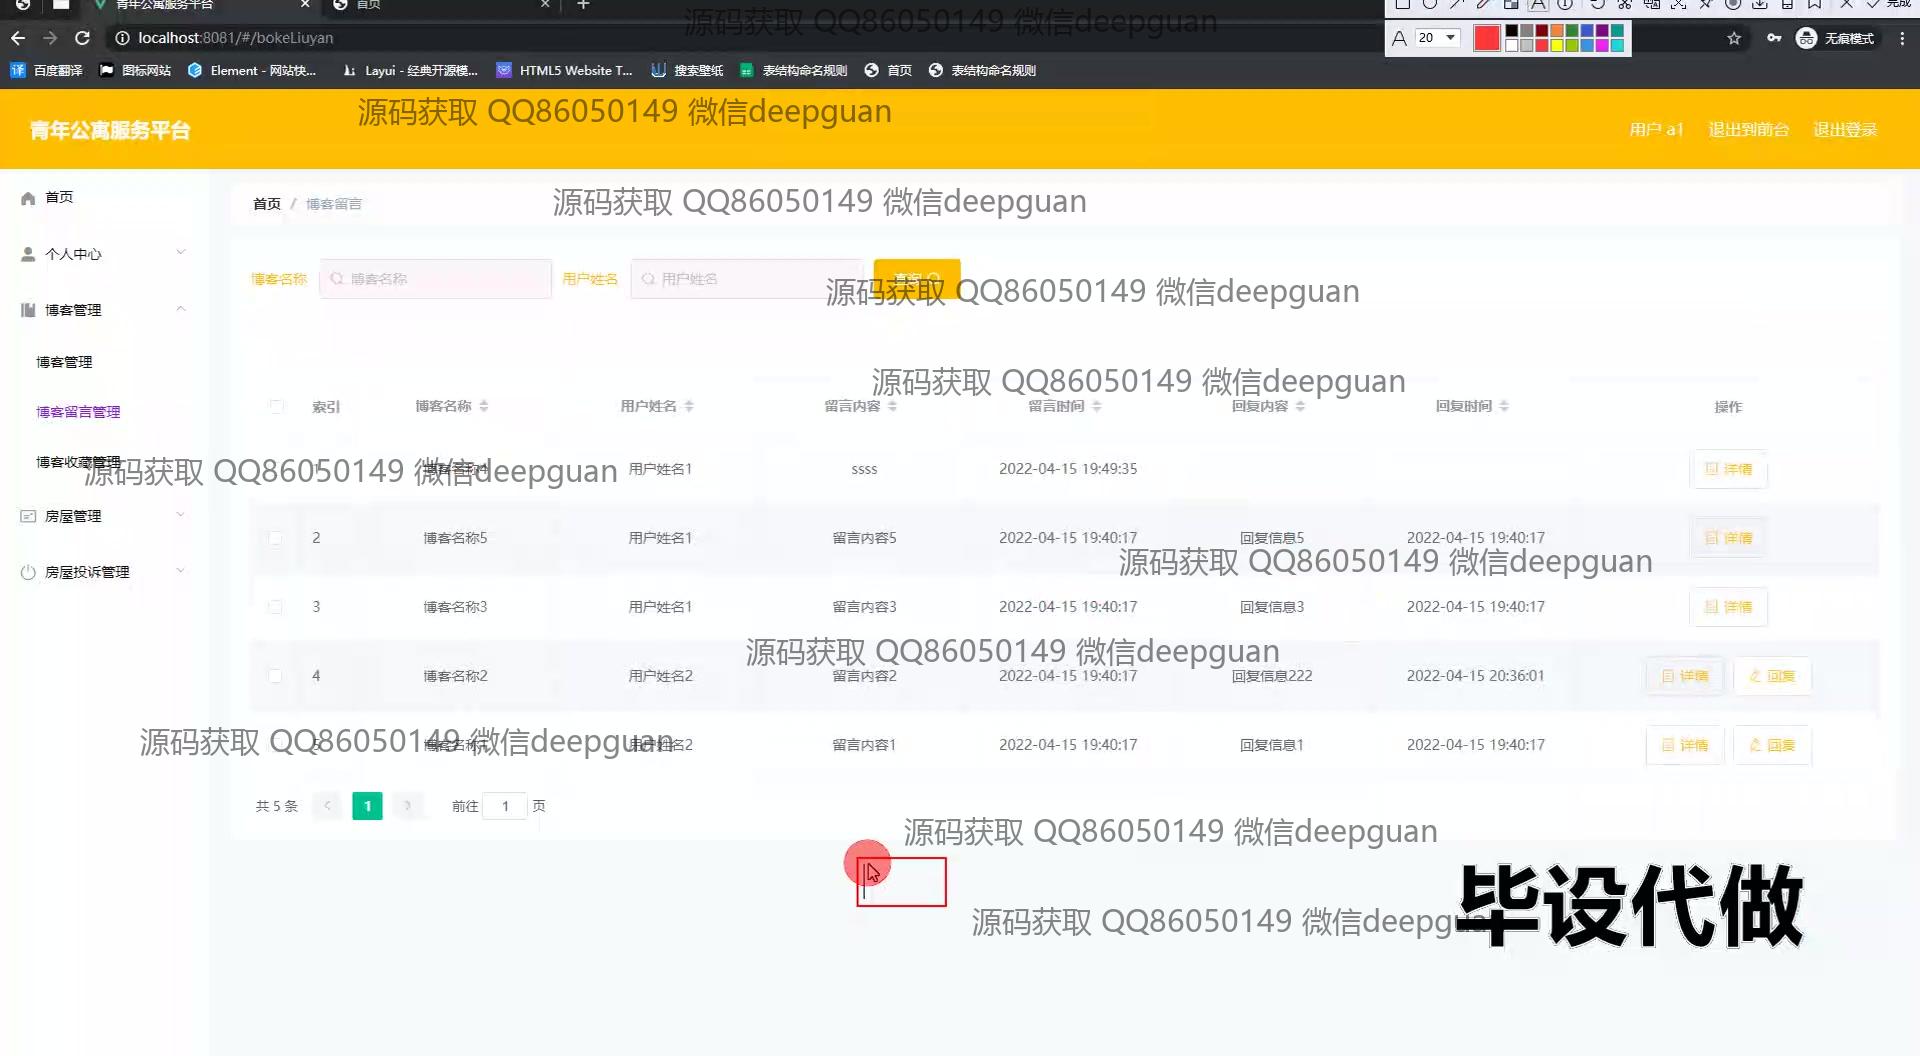 青年公寓服务平台
首页
完成
localhost:8081/#/bokeLiuyan
20
无痕模式
百度翻译
图标网站
Element - 网站快...
Layui - 经典开源模...
HTML5 Website T...
搜索壁纸
表结构命名规则
首页
表结构命名规则
源码获取 QQ86050149 微信deepguan
源码获取 QQ86050149 微信deepguan
青年公寓服务平台
用户 a1
退出到前台
退出登录
首页
个人中心
博客管理
博客管理
博客留言管理
博客收藏管理
房屋管理
房屋投诉管理
首页 / 博客留言
源码获取 QQ86050149 微信deepguan
博客名称 博客名称 用户姓名 用户姓名 查询
源码获取 QQ86050149 微信deepguan
源码获取 QQ86050149 微信deepguan
索引 博客名称 用户姓名 留言内容 留言时间 回复内容 回复时间 操作
1 博客名称4 用户姓名1 ssss 2022-04-15 19:49:35 详情
源码获取 QQ86050149 微信deepguan
2 博客名称5 用户姓名1 留言内容5 2022-04-15 19:40:17 回复信息5 2022-04-15 19:40:17 详情
源码获取 QQ86050149 微信deepguan
3 博客名称3 用户姓名1 留言内容3 2022-04-15 19:40:17 回复信息3 2022-04-15 19:40:17 详情
源码获取 QQ86050149 微信deepguan
4 博客名称2 用户姓名2 留言内容2 2022-04-15 19:40:17 回复信息222 2022-04-15 20:36:01 详情 回复
源码获取 QQ86050149 微信deepguan
5 博客名称1 用户姓名2 留言内容1 2022-04-15 19:40:17 回复信息1 2022-04-15 19:40:17 详情 回复
共 5 条 1 前往 1 页
源码获取 QQ86050149 微信deepguan
源码获取 QQ86050149 微信deepguan
毕设代做